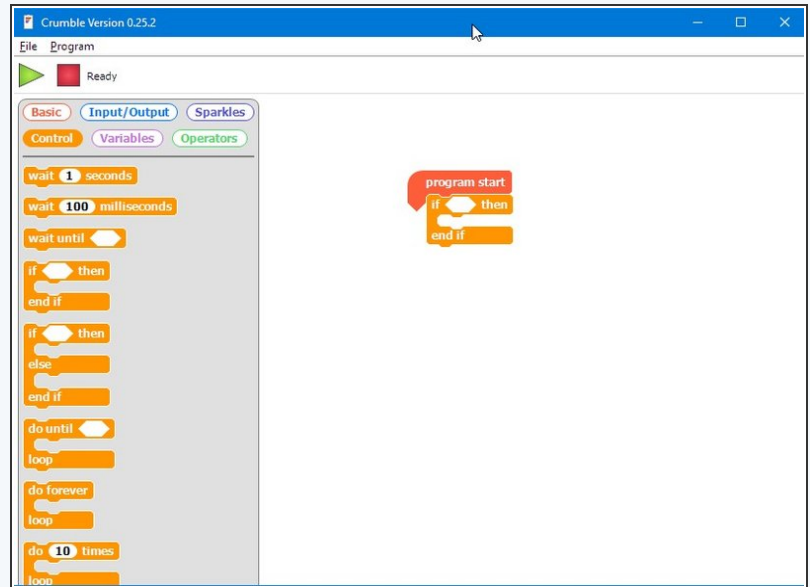 Crumble Version 0.25.2
File Program
Ready
Basic Input/Output Sparkles
Control Variables Operators
wait 1 seconds
wait 100 milliseconds
wait until
if then
end if
if then
else
end if
do until
loop
do forever
loop
do 10 times
loop
program start
if then
end if